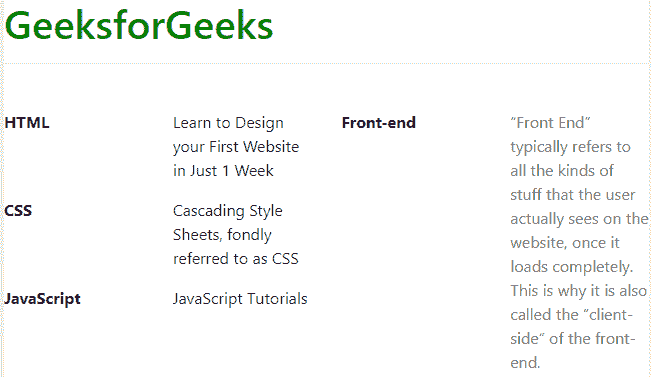 GeeksforGeeks
HTML
Learn to Design
your First Website
in Just 1 Week
CSS
Cascading Style
Sheets, fondly
referred to as CSS
JavaScript
JavaScript Tutorials
Front-end
“Front End”
typically refers to
all the kinds of
stuff that the user
actually sees on the
website, once it
loads completely.
This is why it is also
called the “client-
side” of the front-
end.